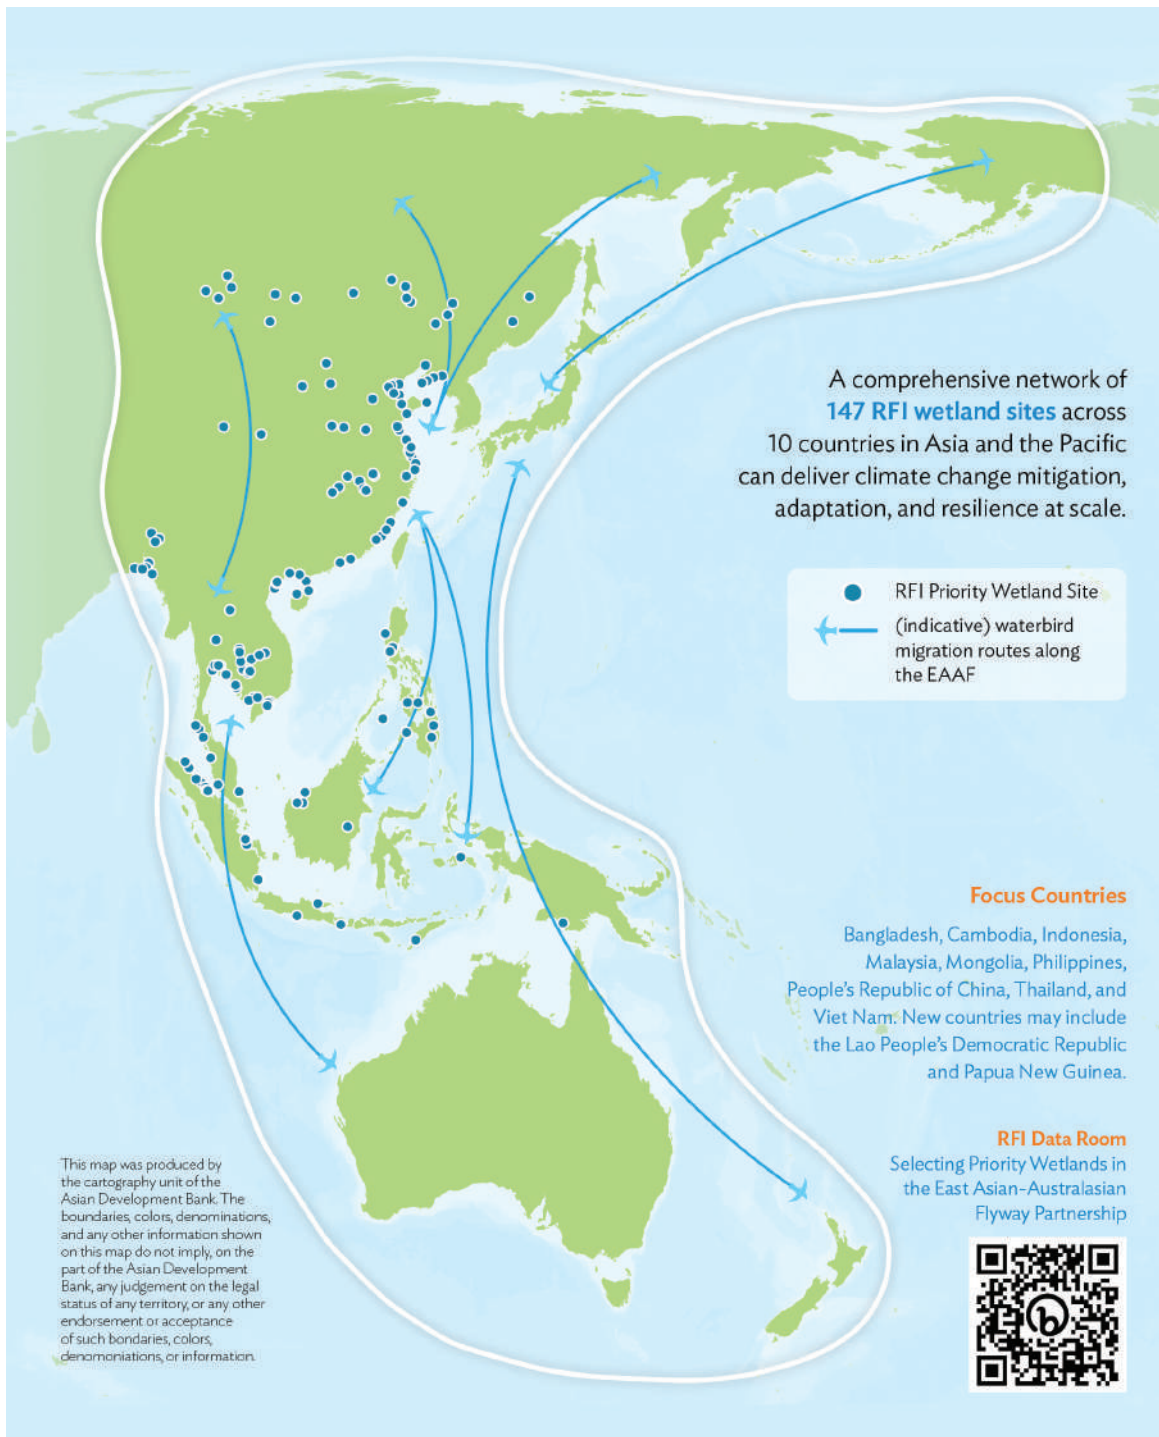 A comprehensive network of
147 RFI wetland sites across
10 countries in Asia and the Pacific
can deliver climate change mitigation,
adaptation, and resilience at scale.
RFI Priority Wetland Site
(indicative) waterbird
migration routes along
the EAAF
Focus Countries
Bangladesh, Cambodia, Indonesia,
Malaysia, Mongolia, Philippines,
People's Republic of China, Thailand, and
Viet Nam. New countries may include
the Lao People's Democratic Republic
and Papua New Guinea.
RFI Data Room
Selecting Priority Wetlands in
the East Asian-Australasian
Flyway Partnership
This map was produced by
the cartography unit of the
Asian Development Bank. The
boundaries, colors, denominations,
and any other information shown
on this map do not imply, on the
part of the Asian Development
Bank, any judgement on the legal
status of any territory, or any other
endorsement or acceptance
of such bondaries, colors,
denomoniations, or information.